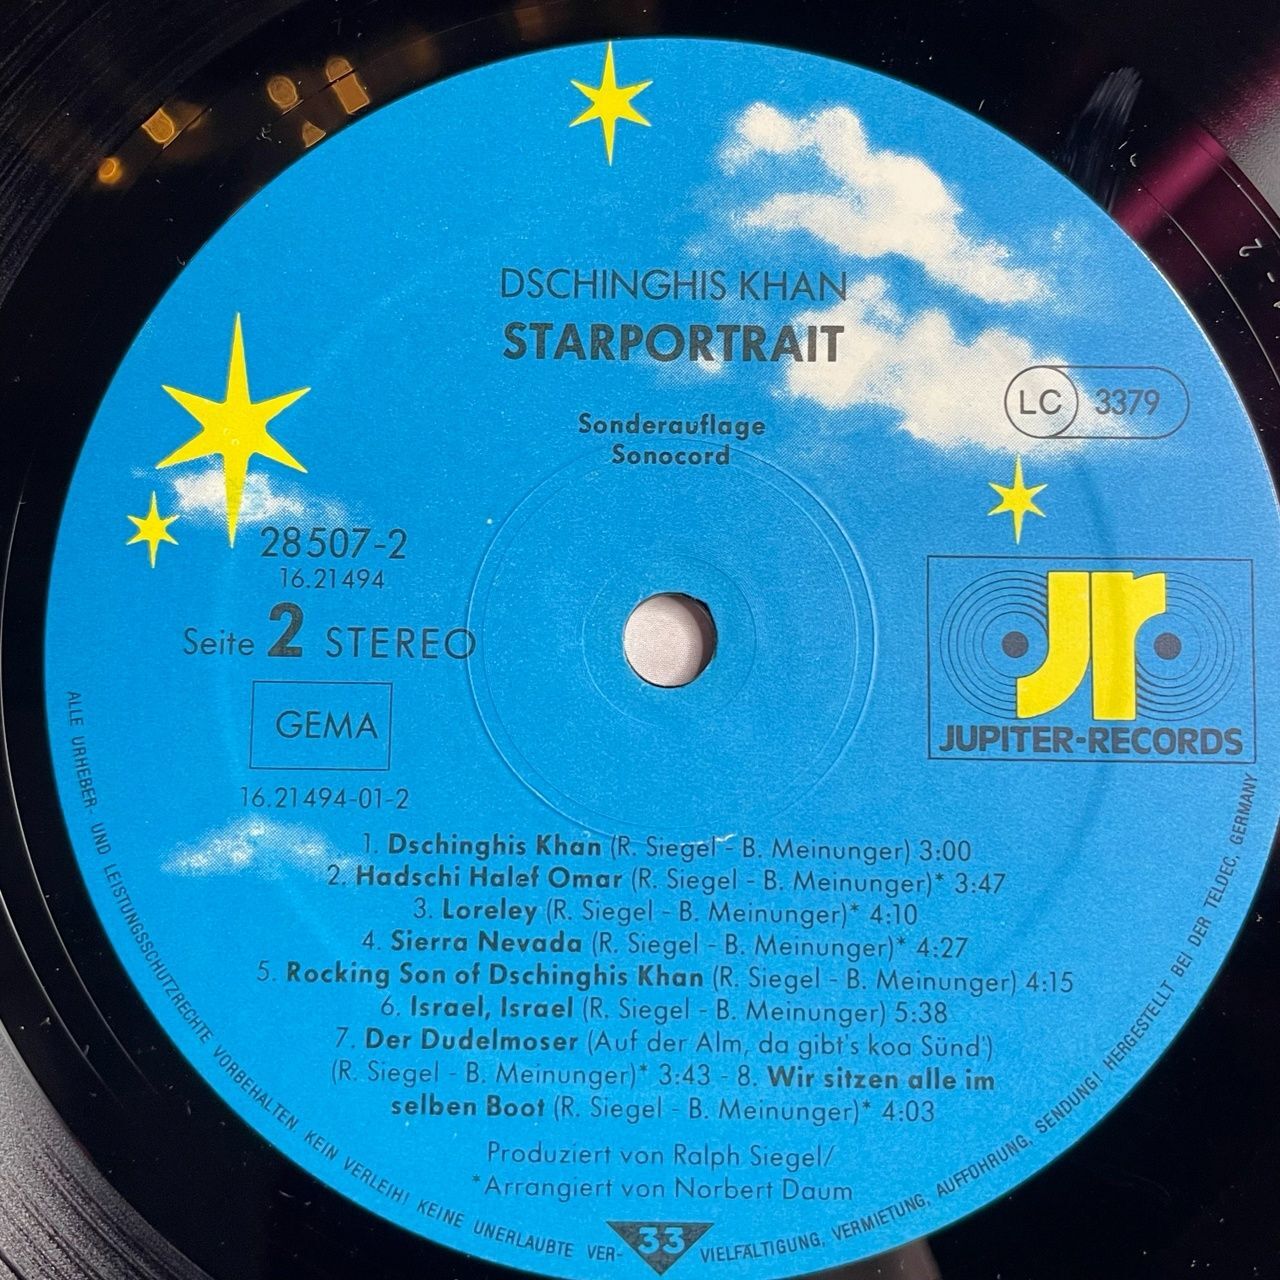 DSCHINGHIS KHAN
STARPORTRAIT
Sonderauflage
Sonocord
LC 3379
28507-2
16.21494
Seite 2 STEREO
GEMA
16.21494-01-2
jr
JUPITER-RECORDS
1. Dschinghis Khan (R. Siegel - B. Meinunger) 3:00
2. Hadschi Halef Omar (R. Siegel - B. Meinunger)* 3:47
3. Loreley (R. Siegel - B. Meinunger)* 4:10
4. Sierra Nevada (R. Siegel - B. Meinunger)* 4:27
5. Rocking Son of Dschinghis Khan (R. Siegel - B. Meinunger) 4:15
6. Israel, Israel (R. Siegel - B. Meinunger) 5:38
7. Der Dudelmoser (Auf der Alm, da gibt's koa Sünd')
(R. Siegel - B. Meinunger)* 3:43 - 8. Wir sitzen alle im
selben Boot (R. Siegel - B. Meinunger)* 4:03
Produziert von Ralph Siegel/
*Arrangiert von Norbert Daum
33
ALLE URHEBER- UND LEISTUNGSSCHUTZRECHTE VORBEHALTEN KEIN VERLEIH! KEINE UNERLAUBTE VER- VIELFÄLTIGUNG, VERMIETUNG, AUFFÜHRUNG, SENDUNG! HERGESTELLT BEI DER TELDEC, GERMANY